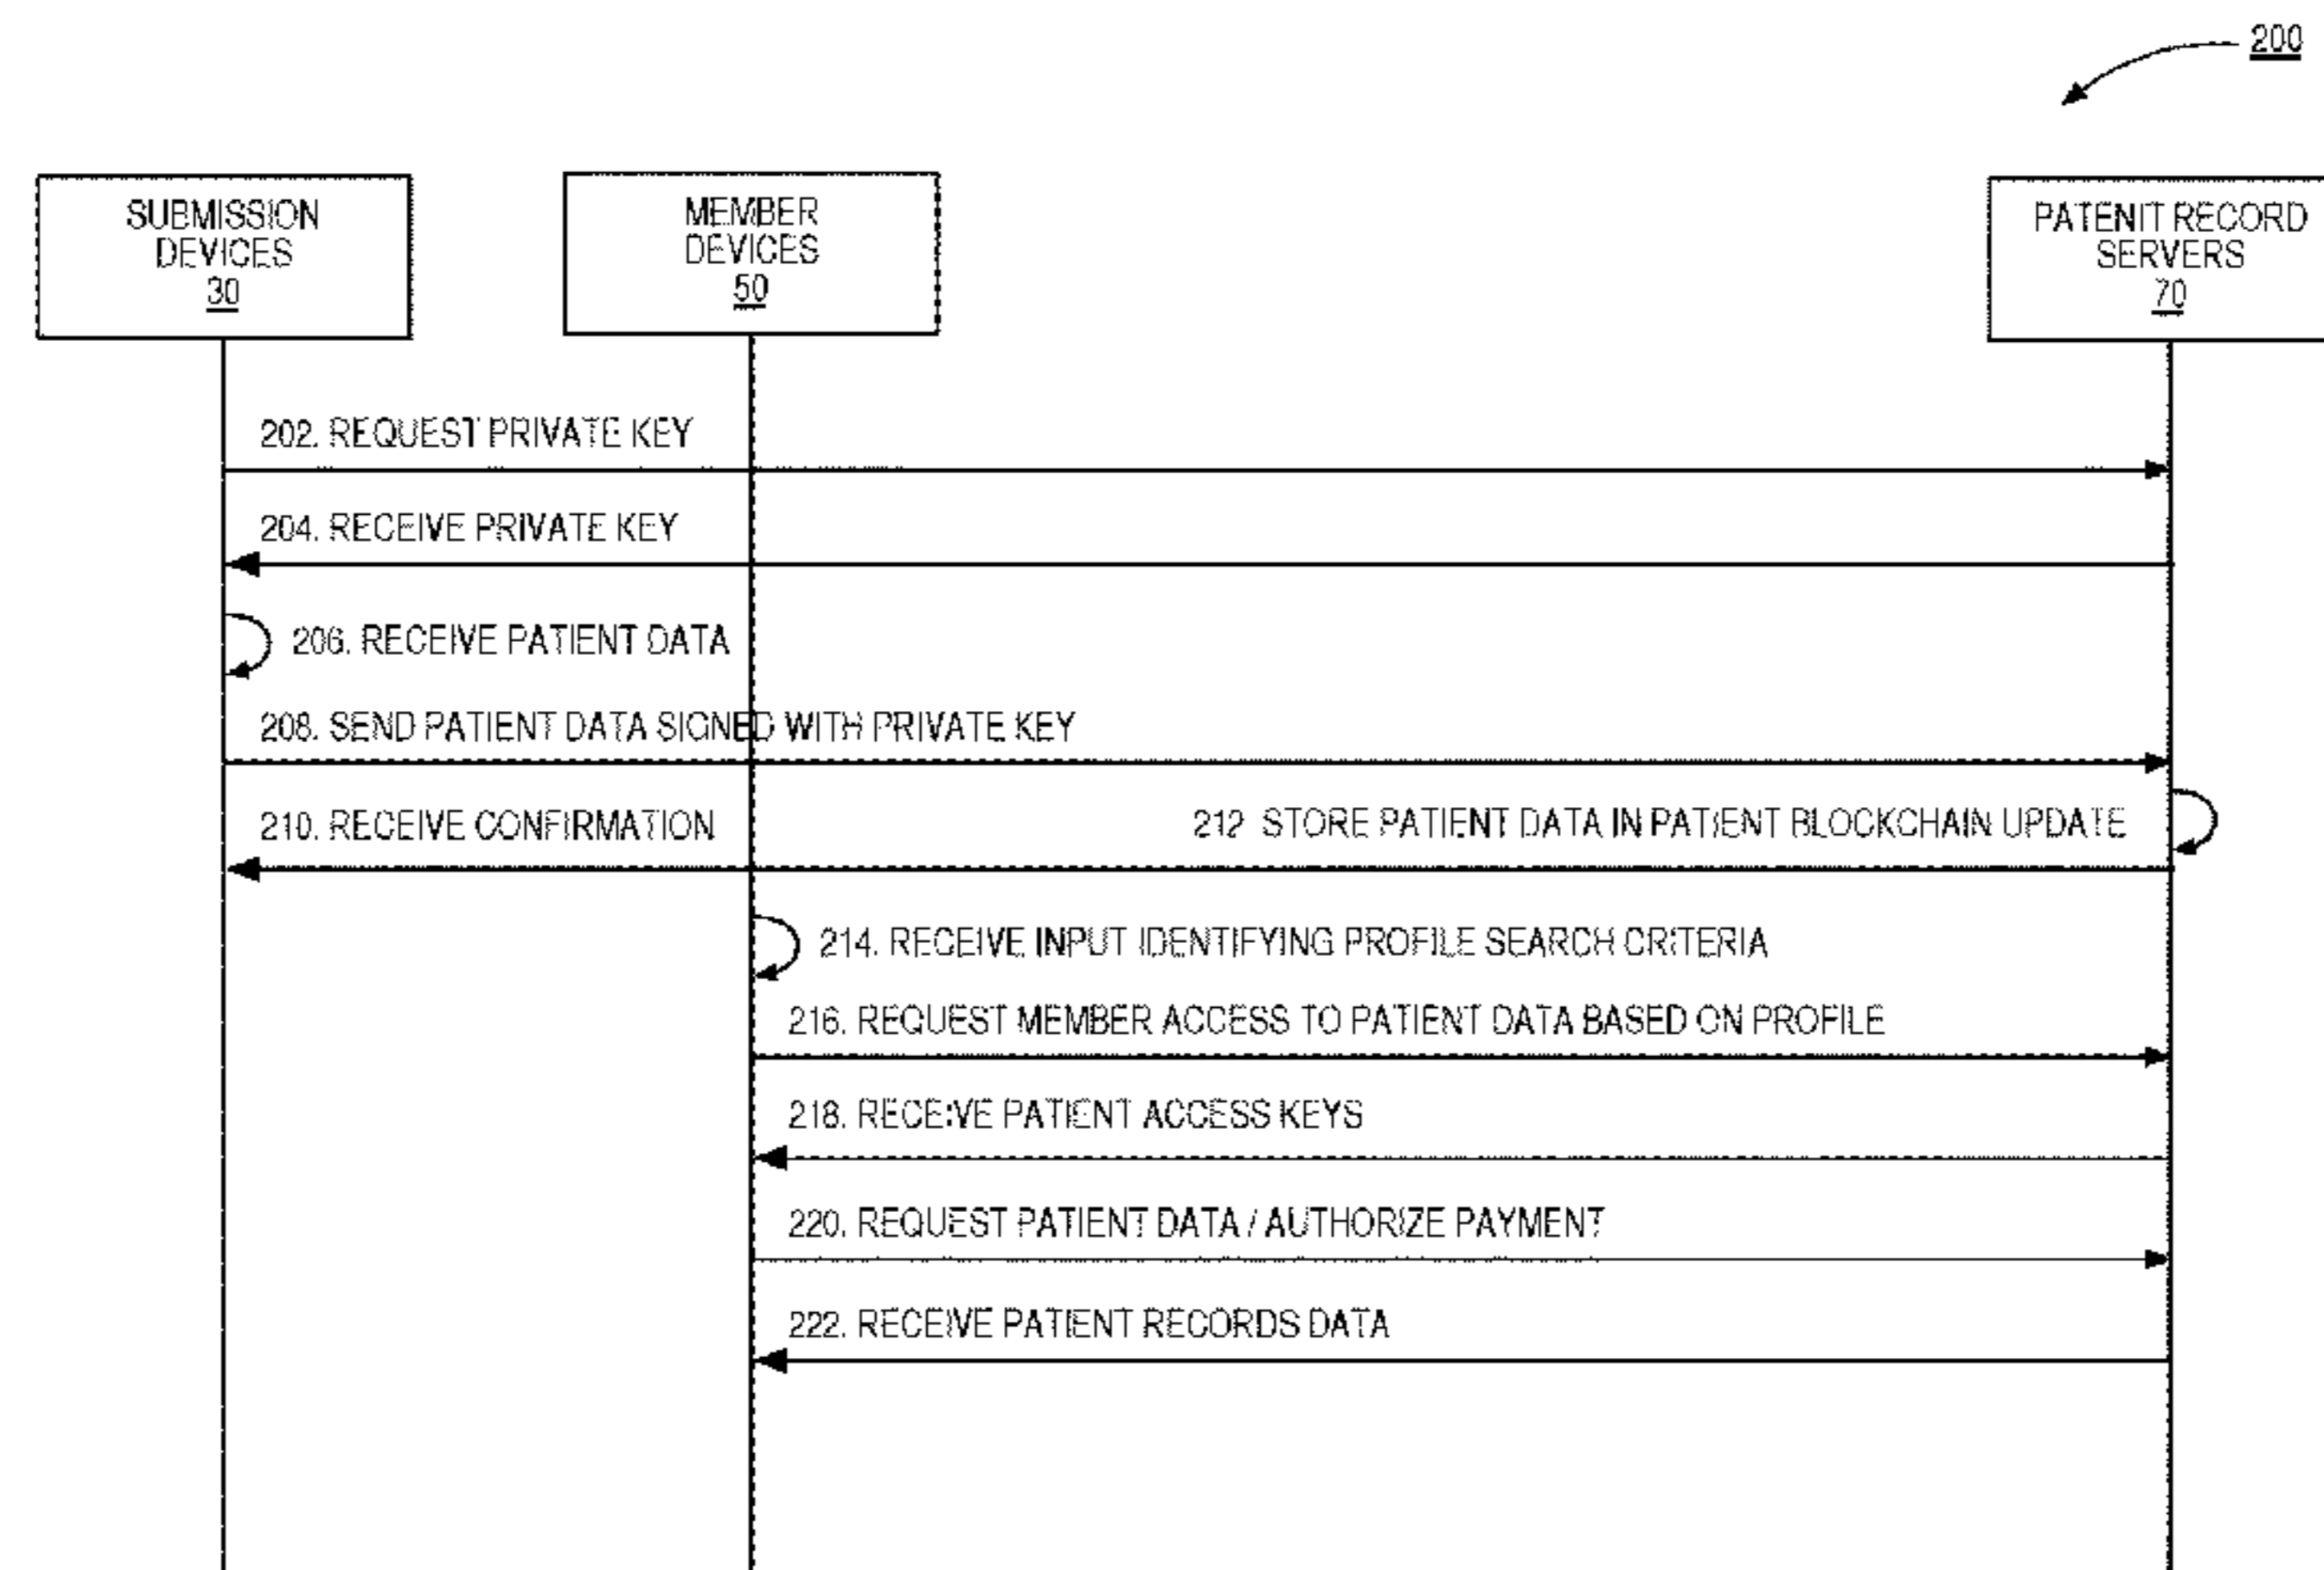 200
SUBMISSION
DEVICES
30
MEMBER
DEVICES
50
PATENIT RECORD
SERVERS
70
202. REQUEST PRIVATE KEY
204. RECEIVE PRIVATE KEY
206. RECEIVE PATIENT DATA
208. SEND PATIENT DATA SIGNED WITH PRIVATE KEY
210. RECEIVE CONFIRMATION
212 STORE PATIENT DATA IN PATIENT BLOCKCHAIN UPDATE
214. RECEIVE INPUT IDENTIFYING PROFILE SEARCH CRITERIA
216. REQUEST MEMBER ACCESS TO PATIENT DATA BASED ON PROFILE
218. RECEIVE PATIENT ACCESS KEYS
220. REQUEST PATIENT DATA / AUTHORIZE PAYMENT
222. RECEIVE PATIENT RECORDS DATA